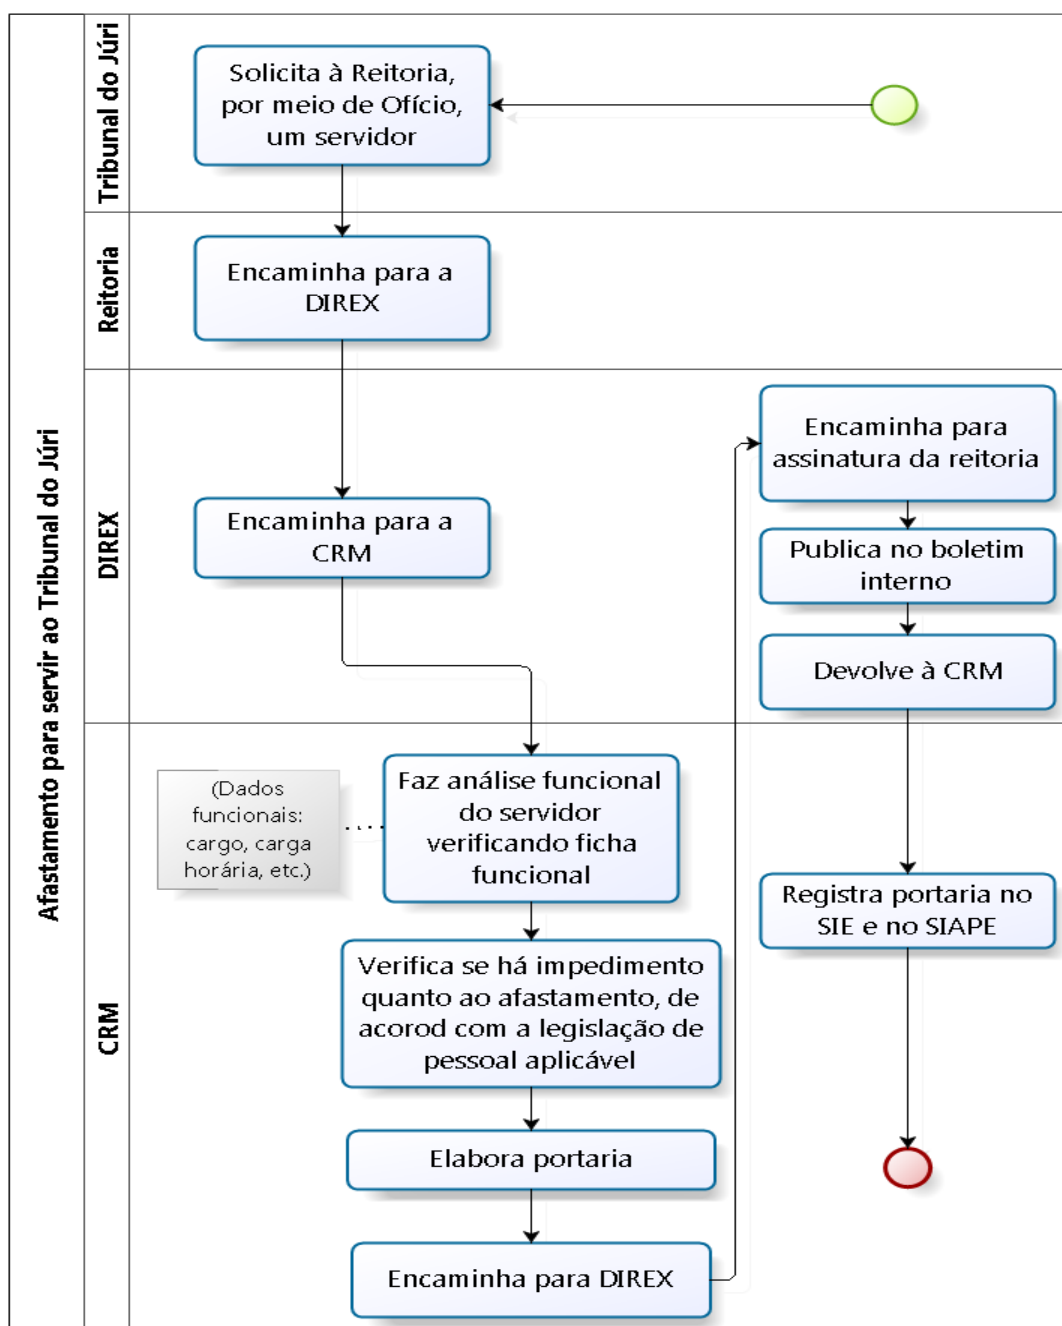 Afastamento para servir ao Tribunal do Júri
Tribunal do Júri
Solicita à Reitoria,
por meio de Ofício,
um servidor
Reitoria
Encaminha para a
DIREX
DIREX
Encaminha para a
CRM
Encaminha para
assinatura da reitoria
Publica no boletim
interno
Devolve à CRM
CRM
(Dados
funcionais:
cargo, carga
horária, etc.)
Faz análise funcional
do servidor
verificando ficha
funcional
Verifica se há impedimento
quanto ao afastamento, de
acorod com a legislação de
pessoal aplicável
Elabora portaria
Encaminha para DIREX
Registra portaria no
SIE e no SIAPE